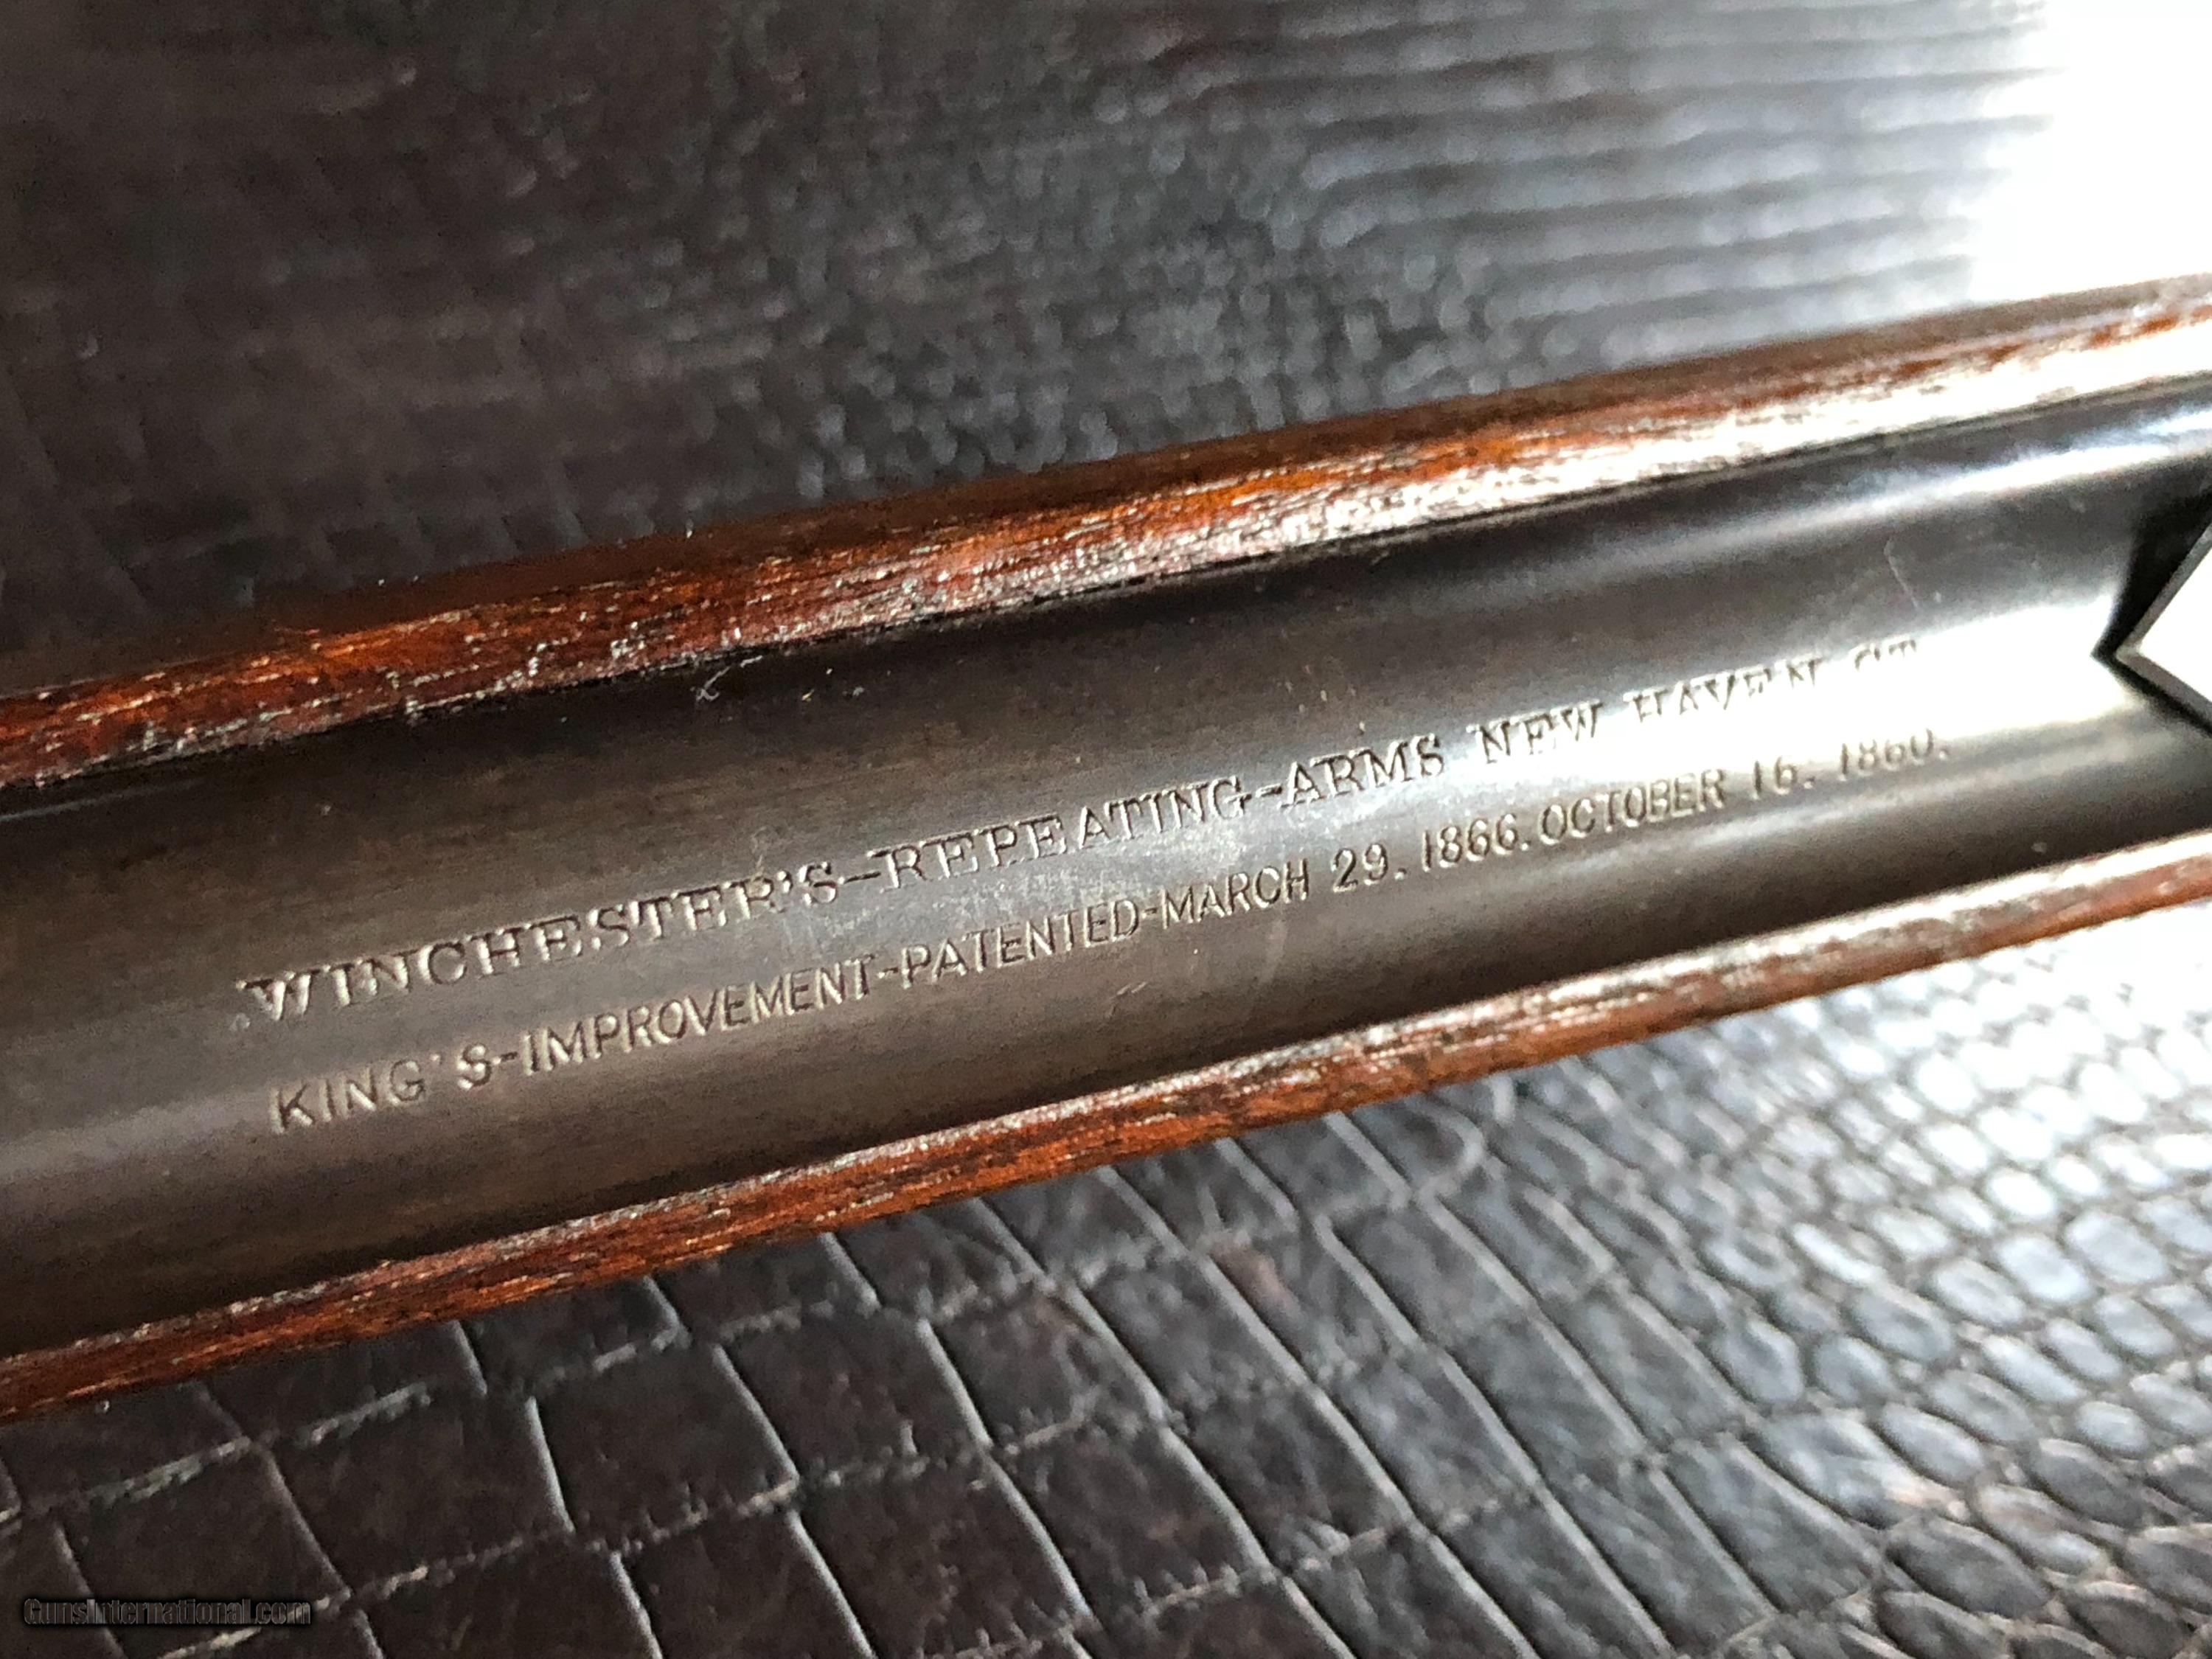 WINCHESTER'S-REPEATING-ARMS NEW HAVEN CT
KING'S-IMPROVEMENT-PATENTED-MARCH 29. 1866. OCTOBER 16. 1860.
GunsInternational.com